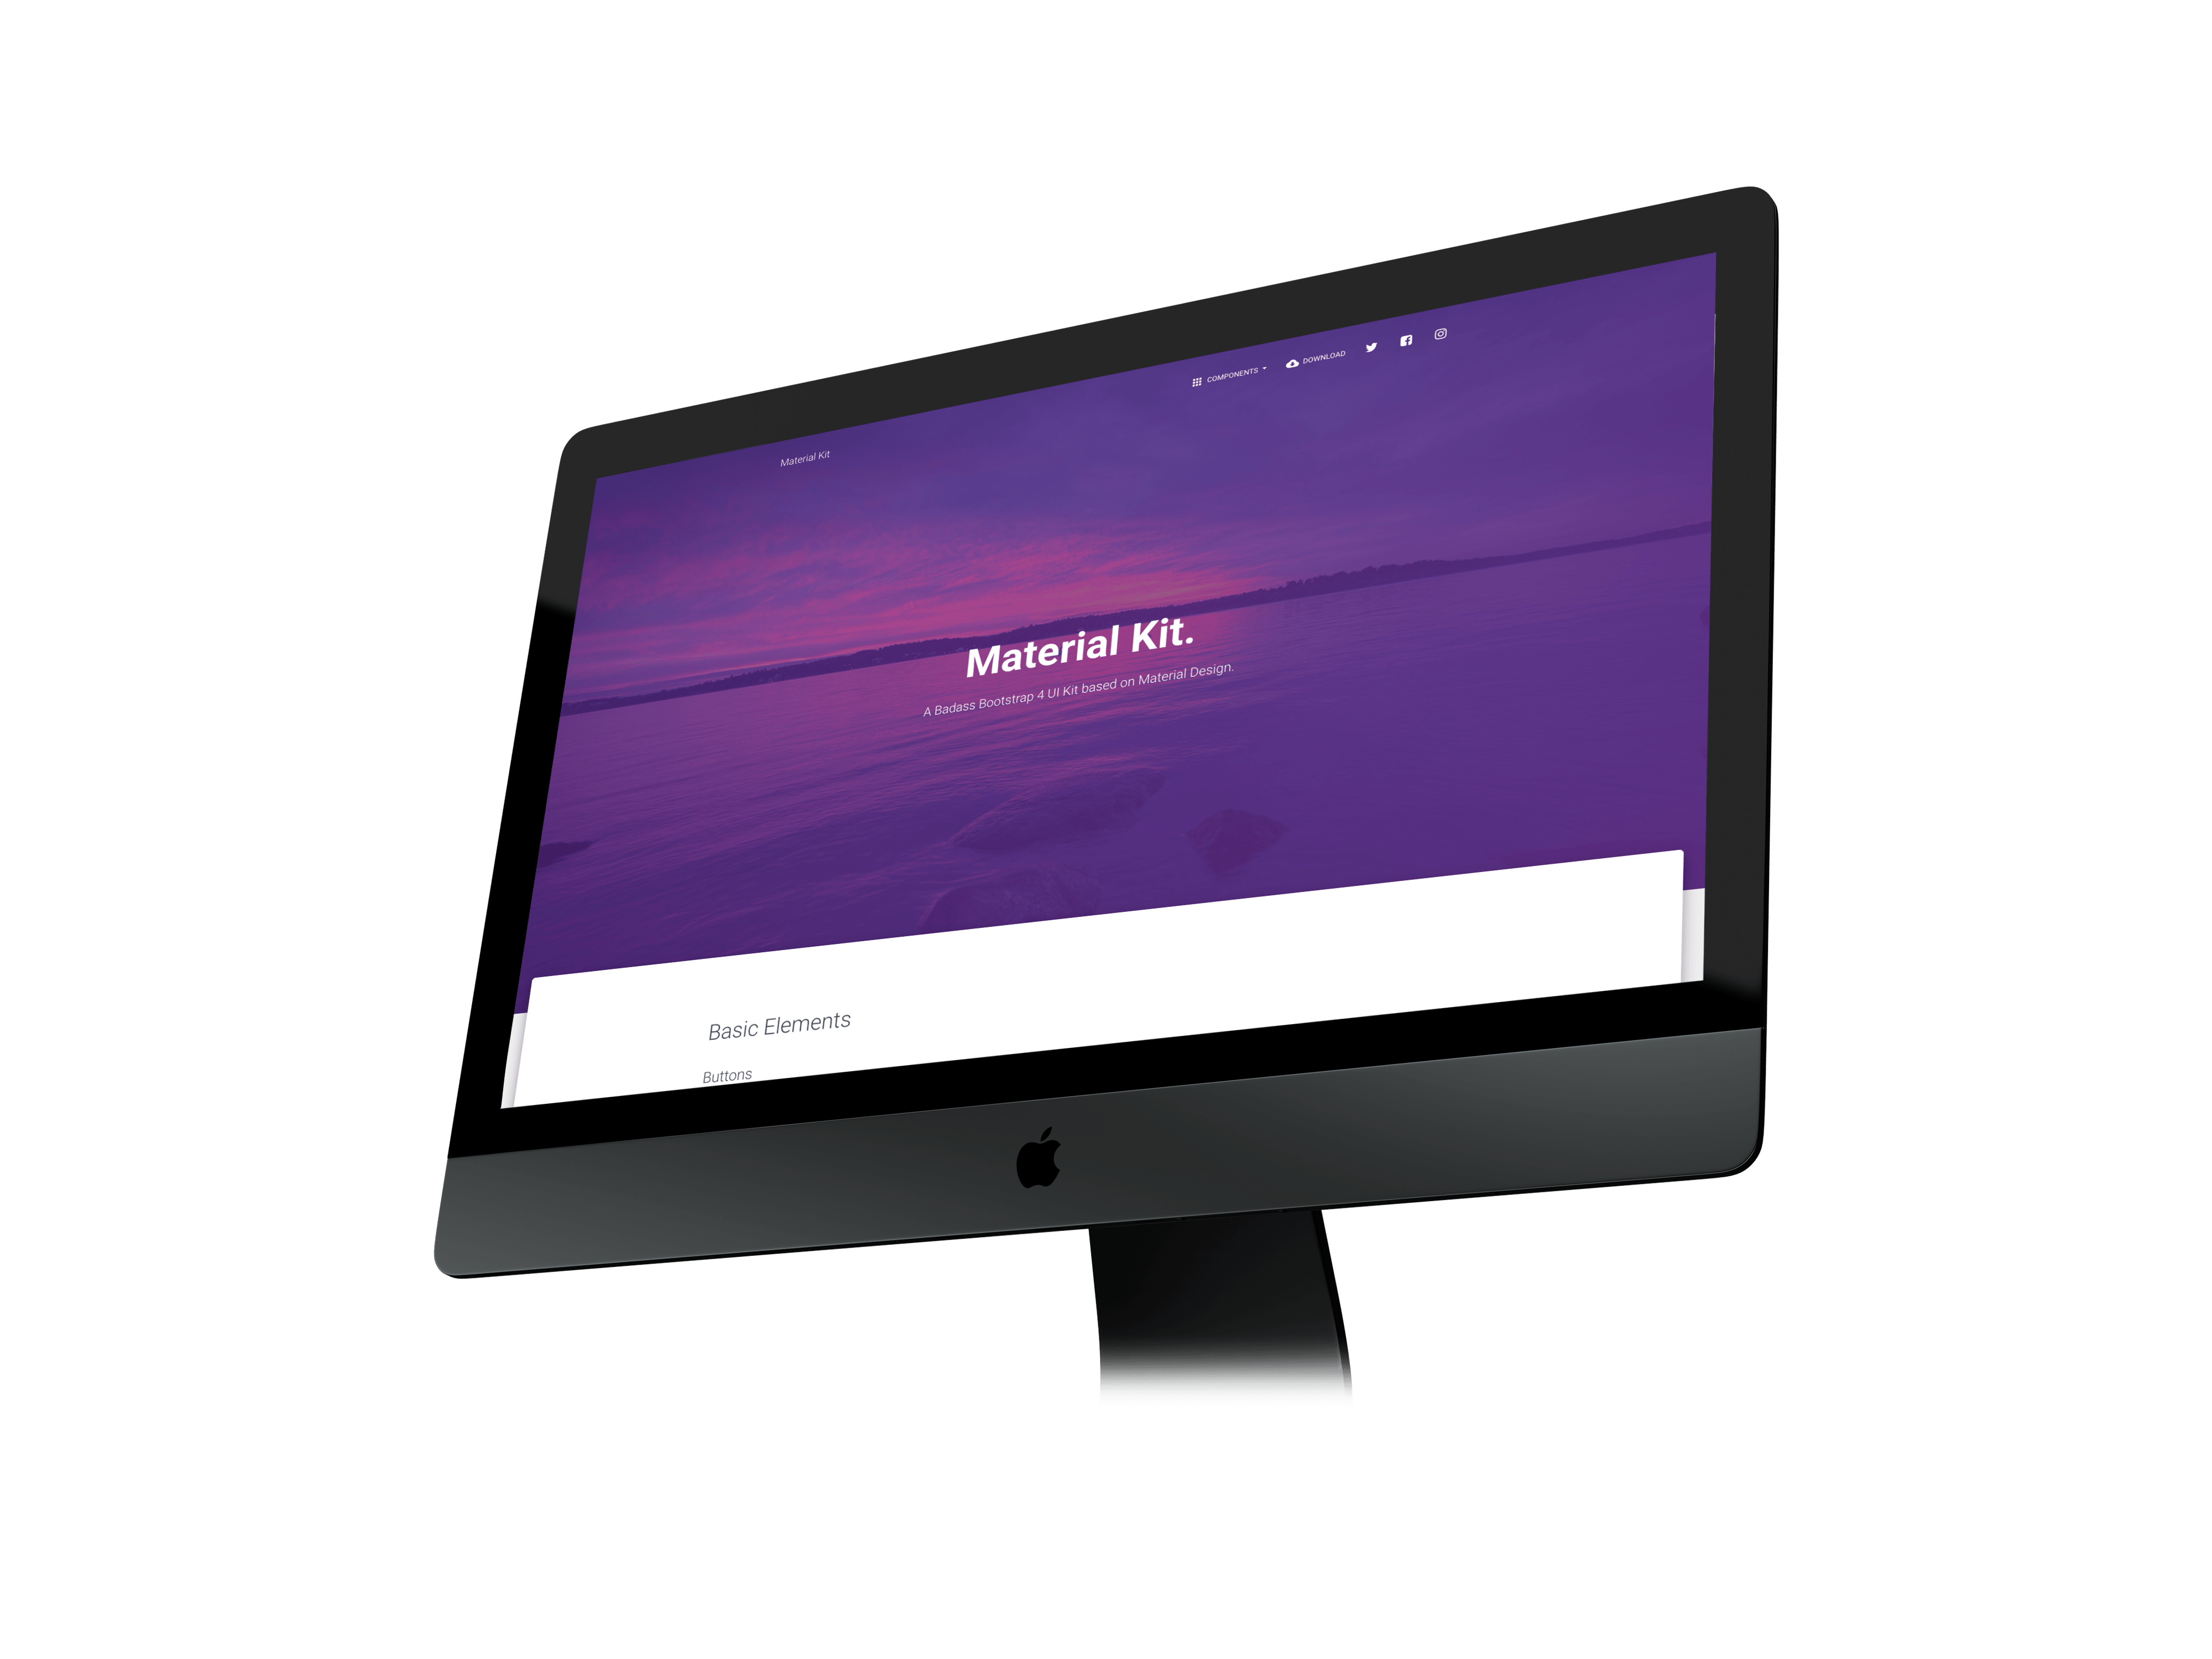 Material Kit
COMPONENTS
DOWNLOAD
Material Kit.
A Badass Bootstrap 4 UI Kit based on Material Design.
Basic Elements
Buttons